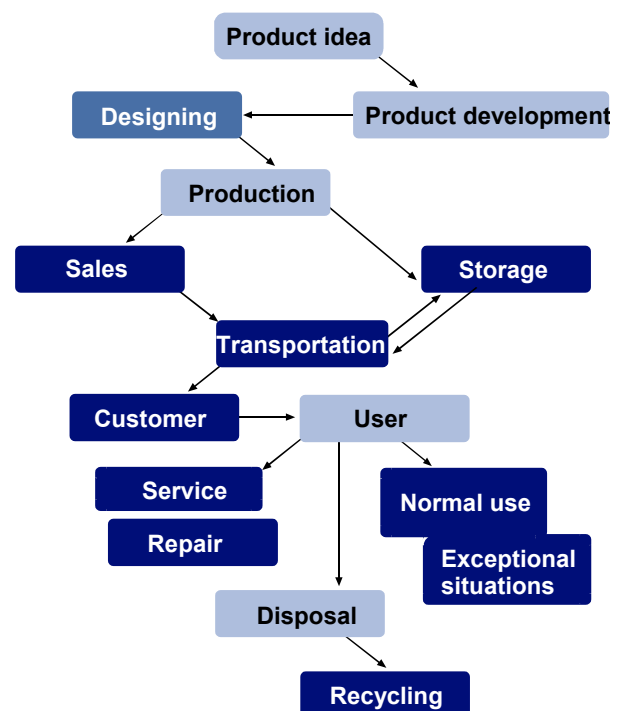 Product idea
Designing
Product development
Production
Sales
Storage
Transportation
Customer
User
Service
Normal use
Repair
Exceptional
situations
Disposal
Recycling